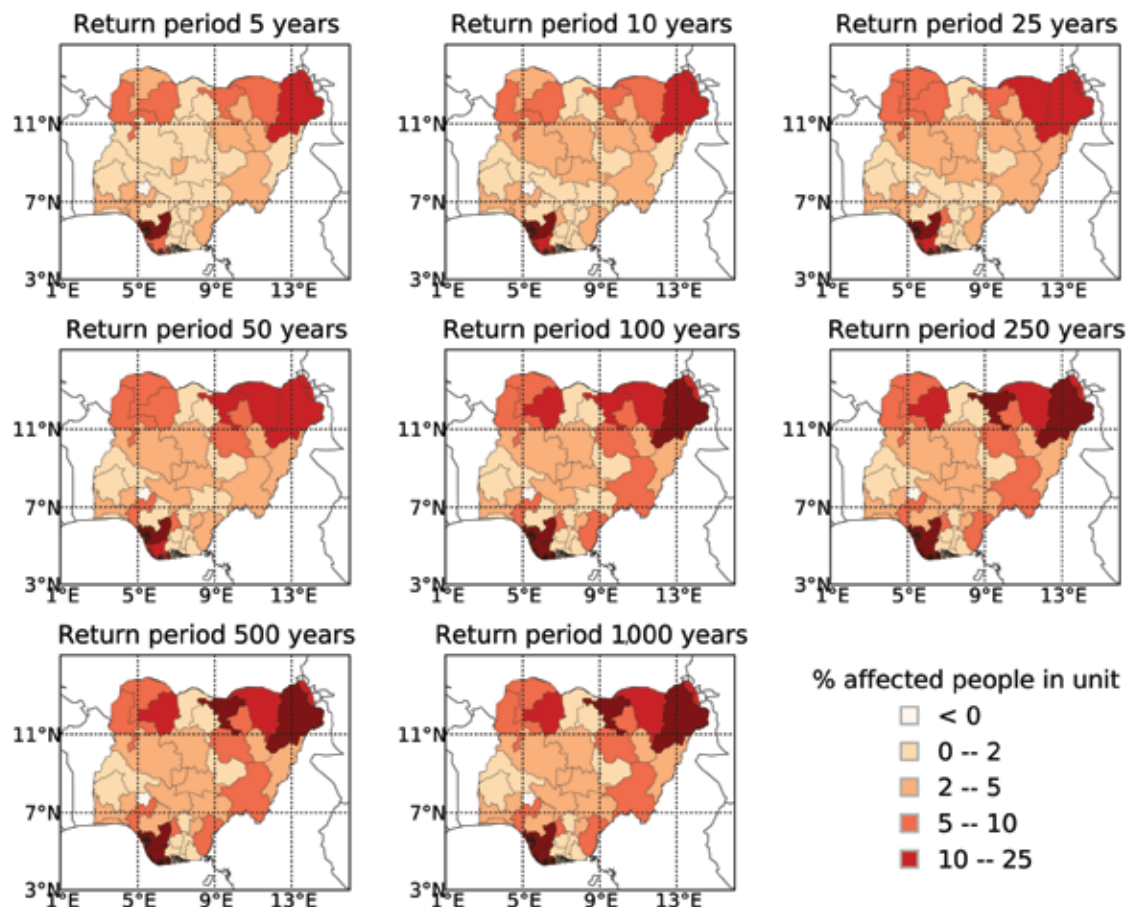 Return period 5 years
Return period 10 years
Return period 25 years
11°N
7°N
3°N
1°E 5°E 9°E 13°E
11°N
7°N
3°N
1°E 5°E 9°E 13°E
11°N
7°N
3°N
1°E 5°E 9°E 13°E
Return period 50 years
Return period 100 years
Return period 250 years
11°N
7°N
3°N
1°E 5°E 9°E 13°E
11°N
7°N
3°N
1°E 5°E 9°E 13°E
11°N
7°N
3°N
1°E 5°E 9°E 13°E
Return period 500 years
Return period 1,000 years
11°N
7°N
3°N
1°E 5°E 9°E 13°E
11°N
7°N
3°N
1°E 5°E 9°E 13°E
% affected people in unit
< 0
0 -- 2
2 -- 5
5 -- 10
10 -- 25